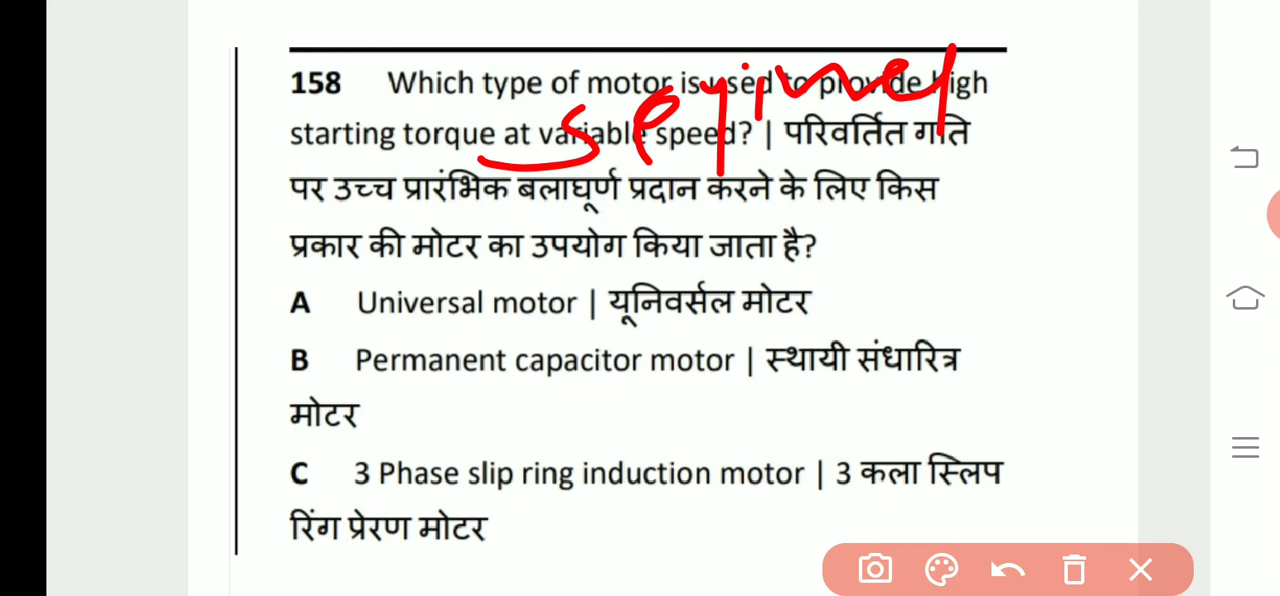 158 Which type of motor is used to provide high
starting torque at variable speed? | परिवर्तित गति
पर उच्च प्रारंभिक बलाघूर्ण प्रदान करने के लिए किस
प्रकार की मोटर का उपयोग किया जाता है?
A Universal motor | यूनिवर्सल मोटर
B Permanent capacitor motor | स्थायी संधारित्र
मोटर
C 3 Phase slip ring induction motor | 3 कला स्लिप
रिंग प्रेरण मोटर